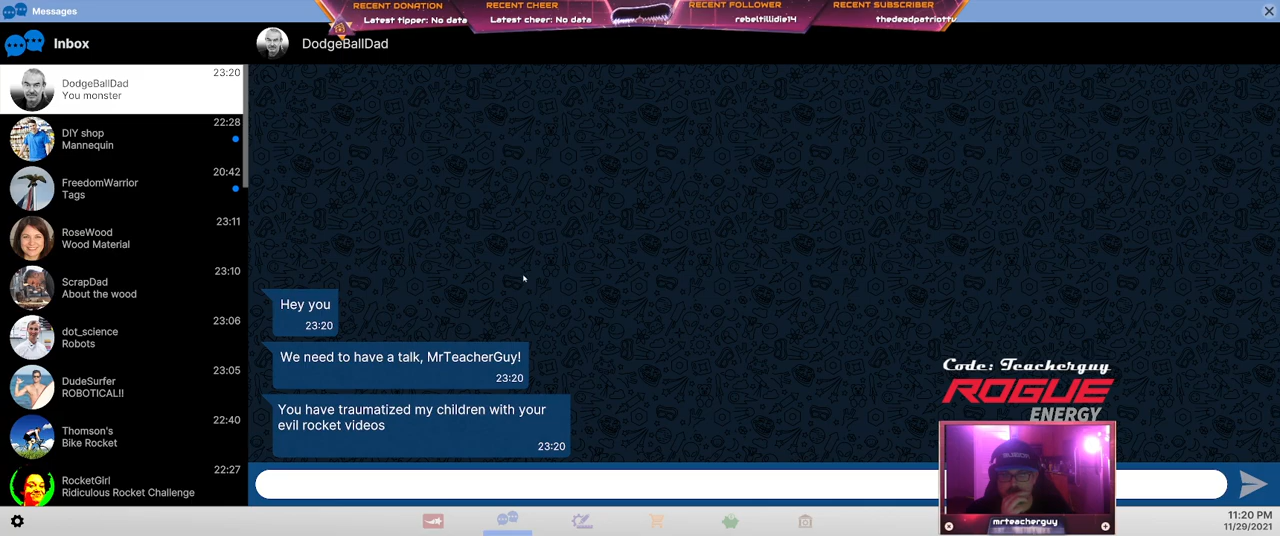 Messages
RECENT DONATION
Latest tipper: No data
RECENT CHEER
Latest cheer: No data
RECENT FOLLOWER
rebeltillidie14
RECENT SUBSCRIBER
thedeadpatriottv
Inbox
DodgeBallDad
DodgeBallDad
You monster
23:20
DIY shop
Mannequin
22:28
FreedomWarrior
Tags
20:42
RoseWood
Wood Material
23:11
ScrapDad
About the wood
23:10
dot_science
Robots
23:06
DudeSurfer
ROBOTICAL!!
23:05
Thomson's
Bike Rocket
22:40
RocketGirl
Ridiculous Rocket Challenge
22:27
Hey you
23:20
We need to have a talk, MrTeacherGuy!
23:20
You have traumatized my children with your
evil rocket videos
23:20
Code: Teacherguy
ROGUE
ENERGY
mrteacherguy
11:20 PM
11/29/2021